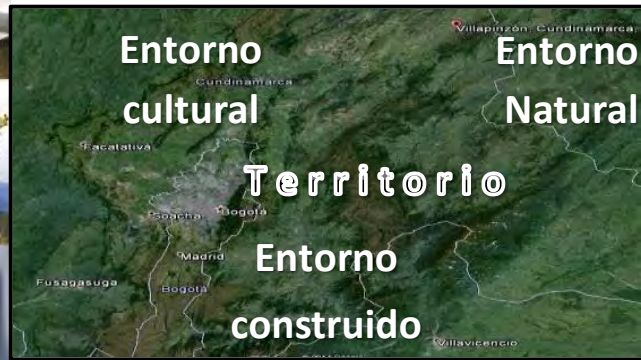 Villapinzón, Cundinamarca,
Entorno
cultural
Entorno
Natural
Cundinamarca
Facatativá
Territorio
Soacha
Bogotá
Madrid
Entorno
construido
Fusagasuga
Bogotá
Villavicencio